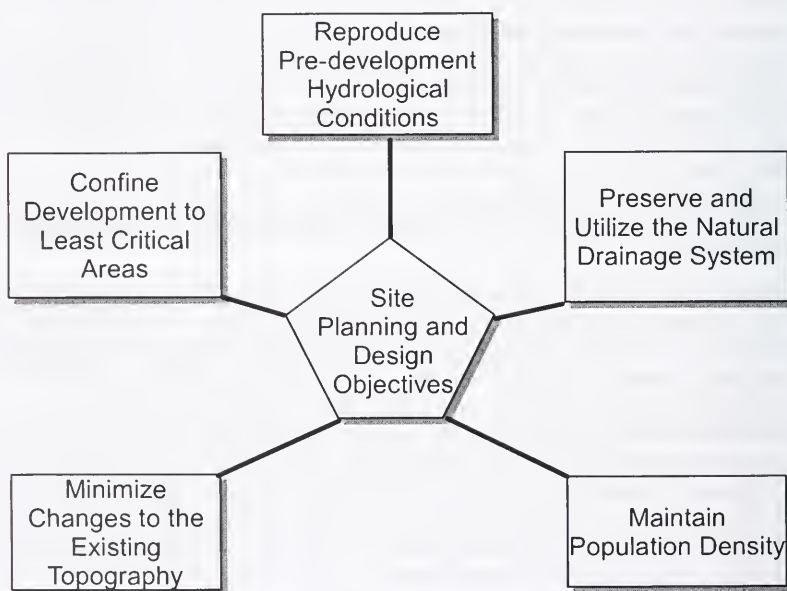 Reproduce
Pre-development
Hydrological
Conditions
Confine
Development to
Least Critical
Areas
Preserve and
Utilize the Natural
Drainage System
Site
Planning and
Design
Objectives
Minimize
Changes to the
Existing
Topography
Maintain
Population Density